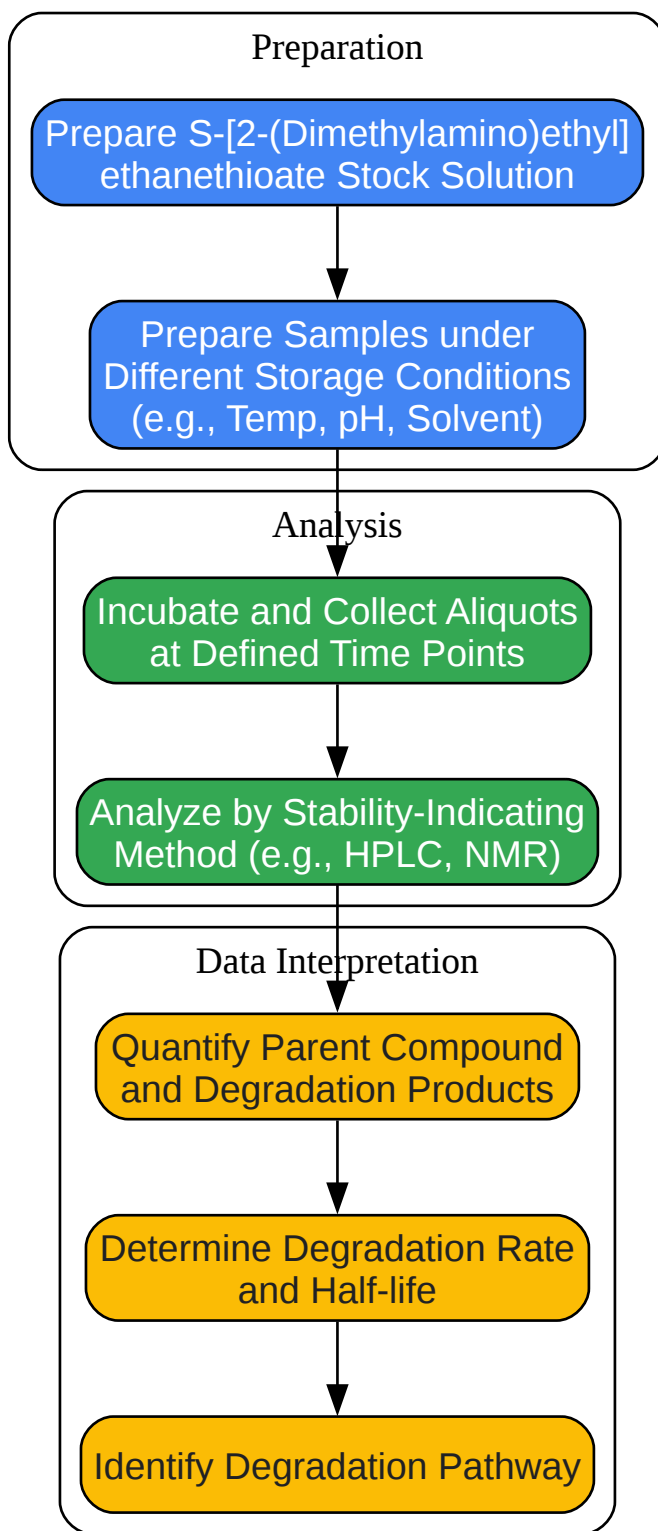 Preparation
Prepare S-[2-(Dimethylamino)ethyl]
ethanethioate Stock Solution
Prepare Samples under
Different Storage Conditions
(e.g., Temp, pH, Solvent)
Analysis
Incubate and Collect Aliquots
at Defined Time Points
Analyze by Stability-Indicating
Method (e.g., HPLC, NMR)
Data Interpretation
Quantify Parent Compound
and Degradation Products
Determine Degradation Rate
and Half-life
Identify Degradation Pathway